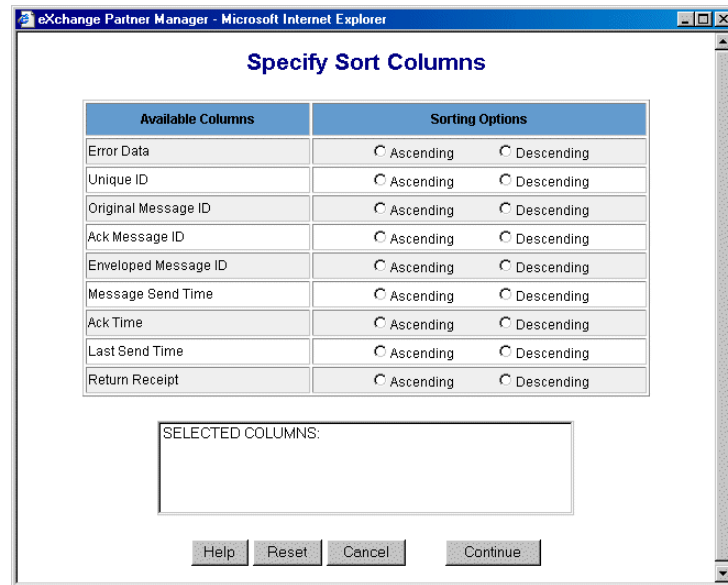 eXchange Partner Manager - Microsoft Internet Explorer
Specify Sort Columns
Available Columns Sorting Options
Error Data Ascending Descending
Unique ID Ascending Descending
Original Message ID Ascending Descending
Ack Message ID Ascending Descending
Enveloped Message ID Ascending Descending
Message Send Time Ascending Descending
Ack Time Ascending Descending
Last Send Time Ascending Descending
Return Receipt Ascending Descending
SELECTED COLUMNS:
Help Reset Cancel Continue